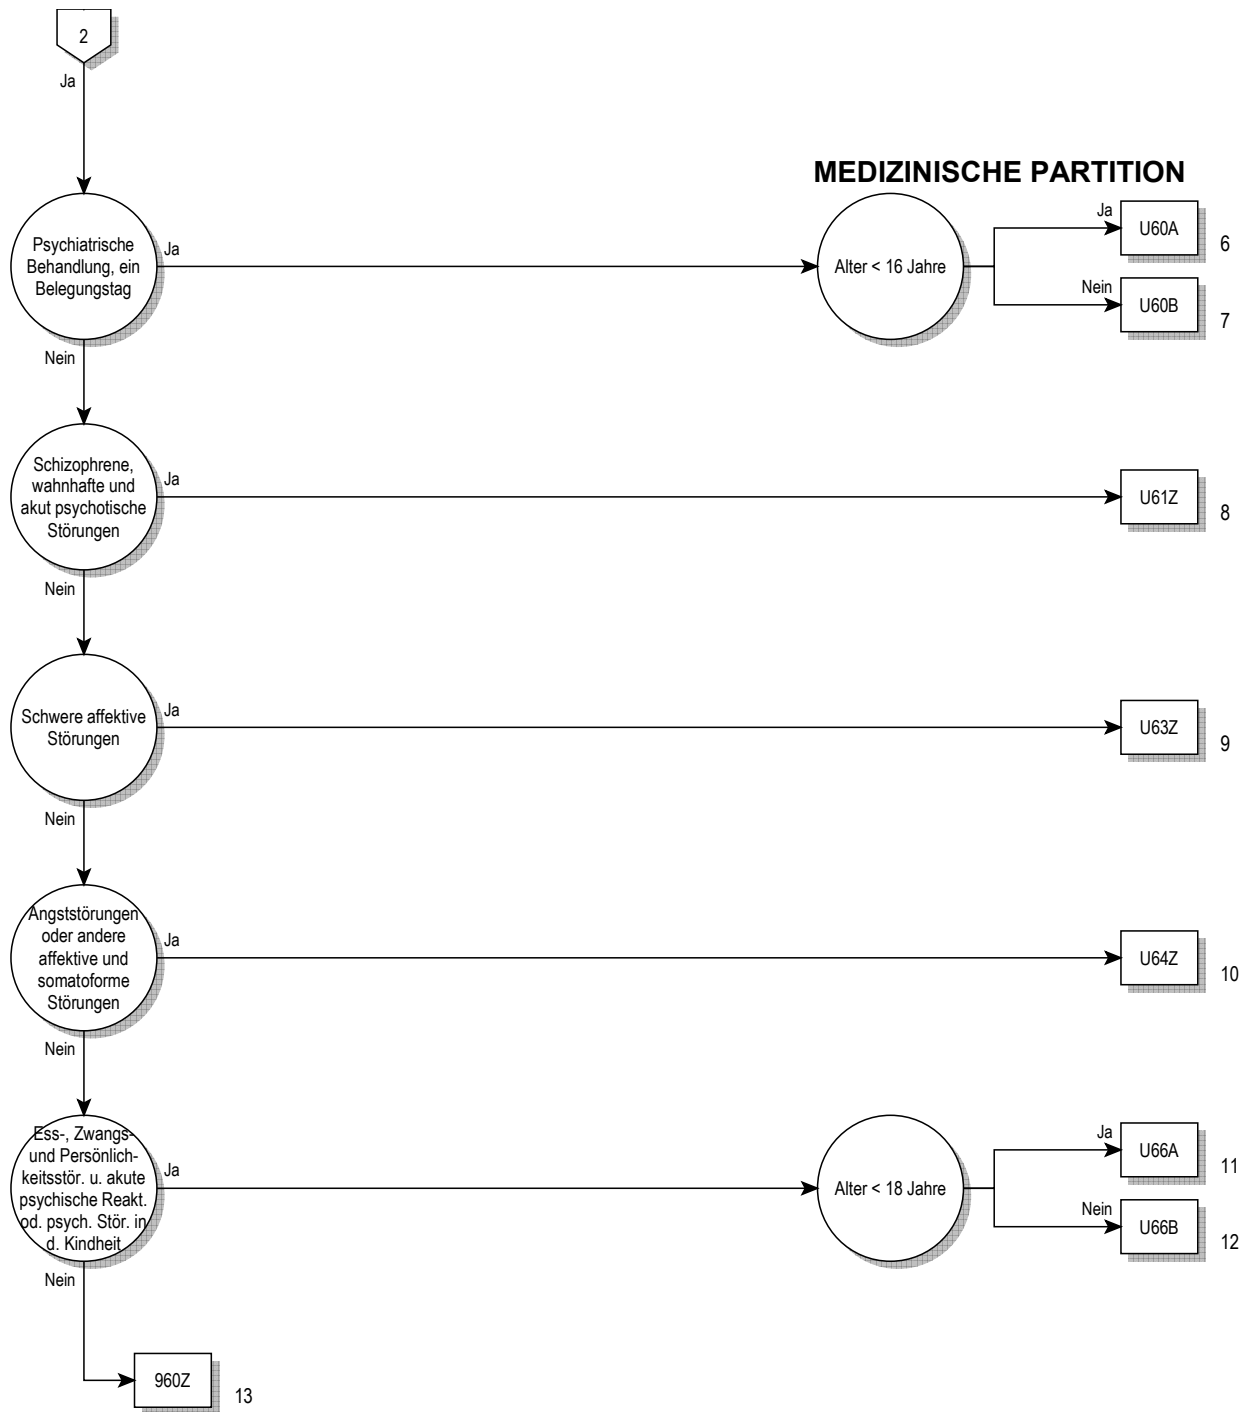 2
Ja
MEDIZINISCHE PARTITION
Psychiatrische
Behandlung, ein
Belegungstag
Ja
Alter < 16 Jahre
Ja
U60A
6
Nein
U60B
7
Nein
Schizophrene,
wahnhafte und
akut psychotische
Störungen
Ja
U61Z
8
Nein
Schwere affektive
Störungen
Ja
U63Z
9
Nein
Angststörungen
oder andere
affektive und
somatoforme
Störungen
Ja
U64Z
10
Nein
Ess-, Zwangs-
und Persönlich-
keitsstör. u. akute
psychische Reakt.
od. psych. Stör. in
d. Kindheit
Ja
Alter < 18 Jahre
Ja
U66A
11
Nein
U66B
12
Nein
960Z
13